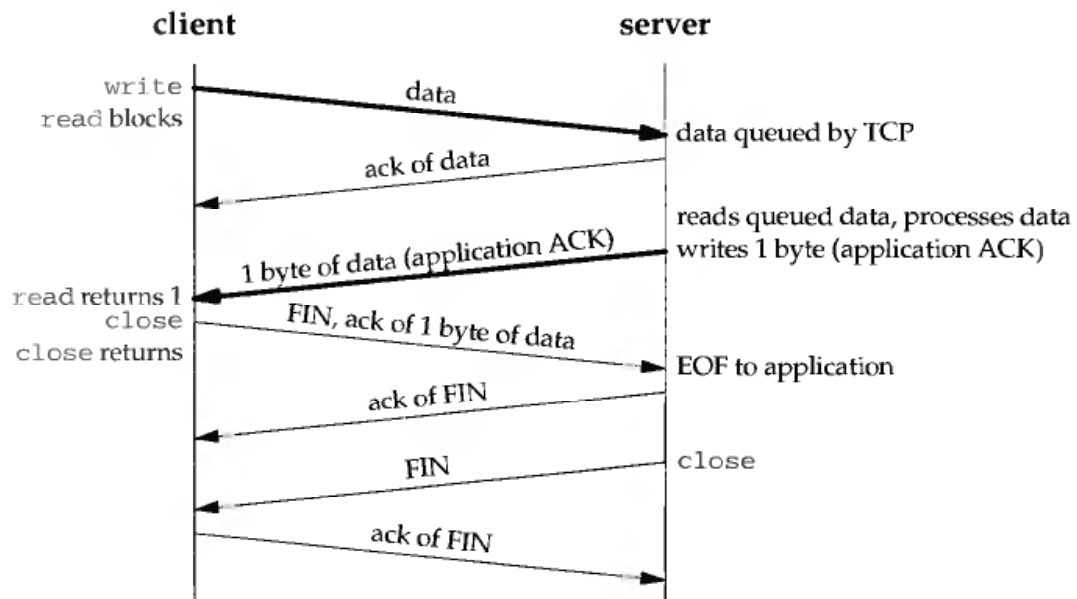 client
server
write
data
read blocks
data queued by TCP
ack of data
reads queued data, processes data
1 byte of data (application ACK)
writes 1 byte (application ACK)
read returns 1
close
FIN, ack of 1 byte of data
close returns
EOF to application
ack of FIN
FIN
close
ack of FIN